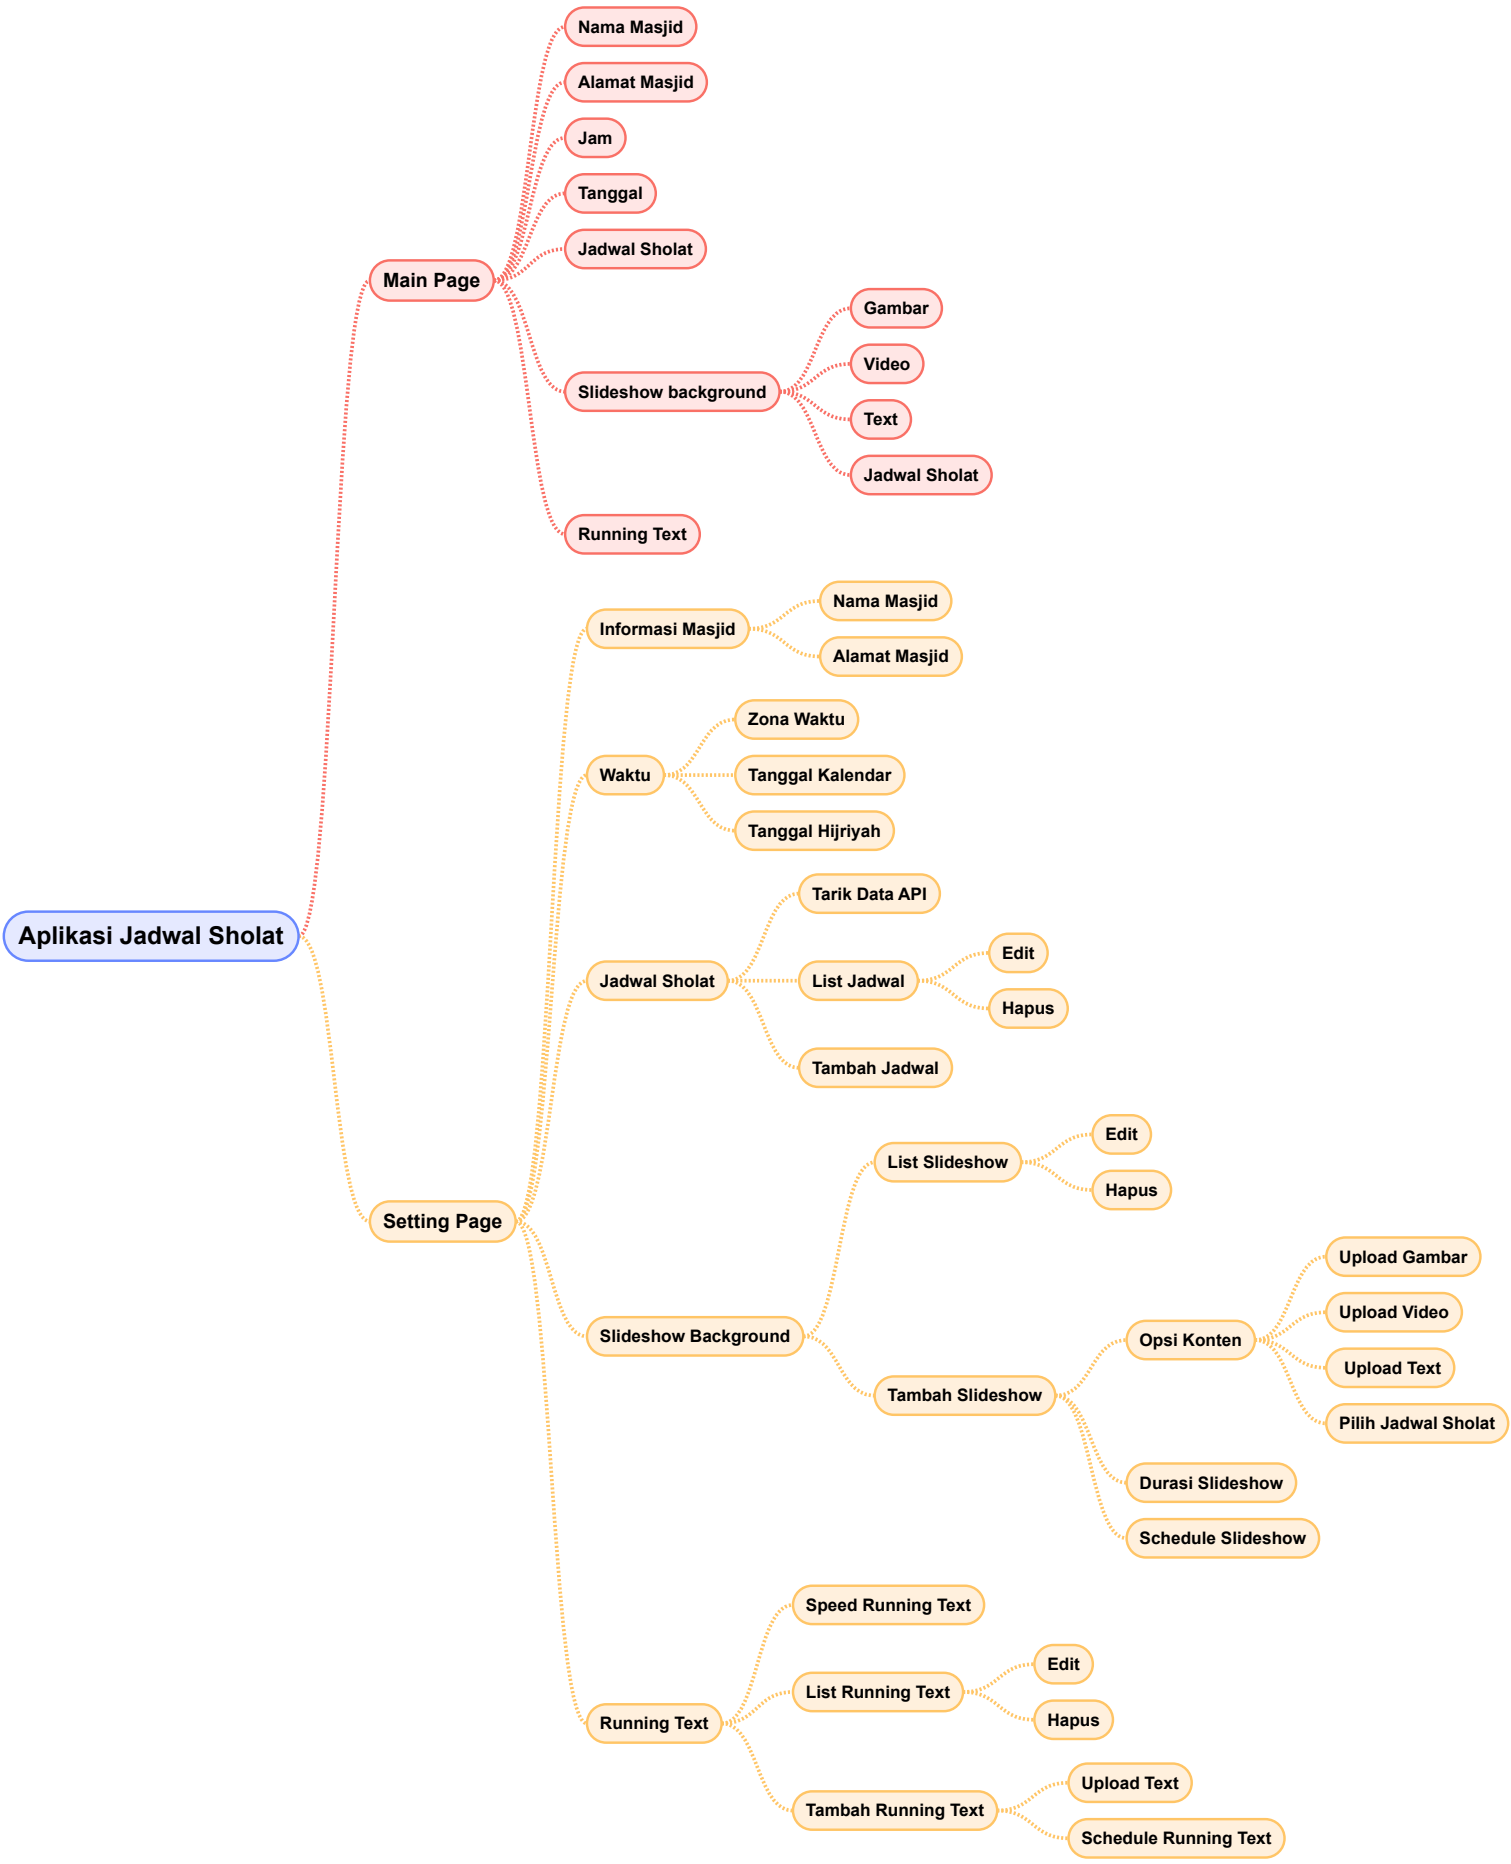 Aplikasi Jadwal Sholat
Main Page
Nama Masjid
Alamat Masjid
Jam
Tanggal
Jadwal Sholat
Slideshow background
Gambar
Video
Text
Jadwal Sholat
Running Text
Setting Page
Informasi Masjid
Nama Masjid
Alamat Masjid
Waktu
Zona Waktu
Tanggal Kalendar
Tanggal Hijriyah
Jadwal Sholat
Tarik Data API
List Jadwal
Edit
Hapus
Tambah Jadwal
Slideshow Background
List Slideshow
Edit
Hapus
Tambah Slideshow
Opsi Konten
Upload Gambar
Upload Video
Upload Text
Pilih Jadwal Sholat
Durasi Slideshow
Schedule Slideshow
Running Text
Speed Running Text
List Running Text
Edit
Hapus
Tambah Running Text
Upload Text
Schedule Running Text